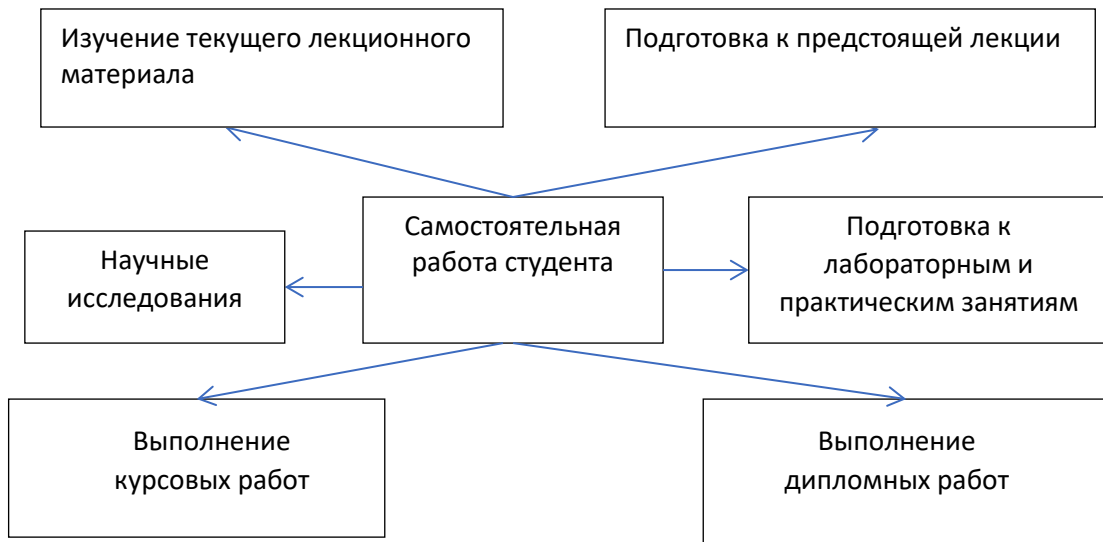 Изучение текущего лекционного
материала
Подготовка к предстоящей лекции
Самостоятельная
работа студента
Научные
исследования
Подготовка к
лабораторным и
практическим занятиям
Выполнение
курсовых работ
Выполнение
дипломных работ